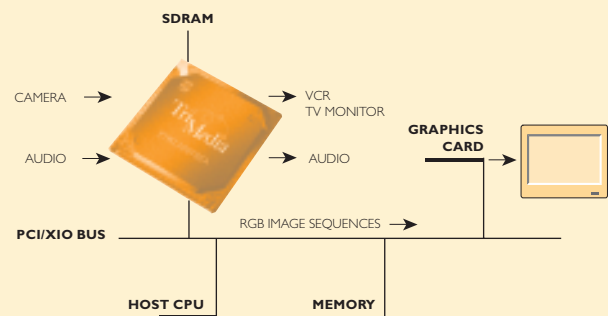 SDRAM
CAMERA
VCR
TV MONITOR
TriMedia
GRAPHICS
CARD
AUDIO
AUDIO
RGB IMAGE SEQUENCES
PCI/XIO BUS
HOST CPU
MEMORY